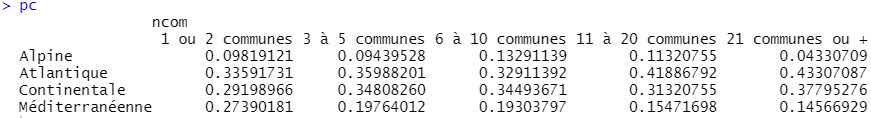 > pc
ncom
1 ou 2 communes 3 à 5 communes 6 à 10 communes 11 à 20 communes 21 communes ou +
Alpine 0.09819121 0.09439528 0.13291139 0.11320755 0.04330709
Atlantique 0.33591731 0.35988201 0.32911392 0.41886792 0.43307087
Continentale 0.29198966 0.34808260 0.34493671 0.31320755 0.37795276
Méditerranéenne 0.27390181 0.19764012 0.19303797 0.15471698 0.14566929